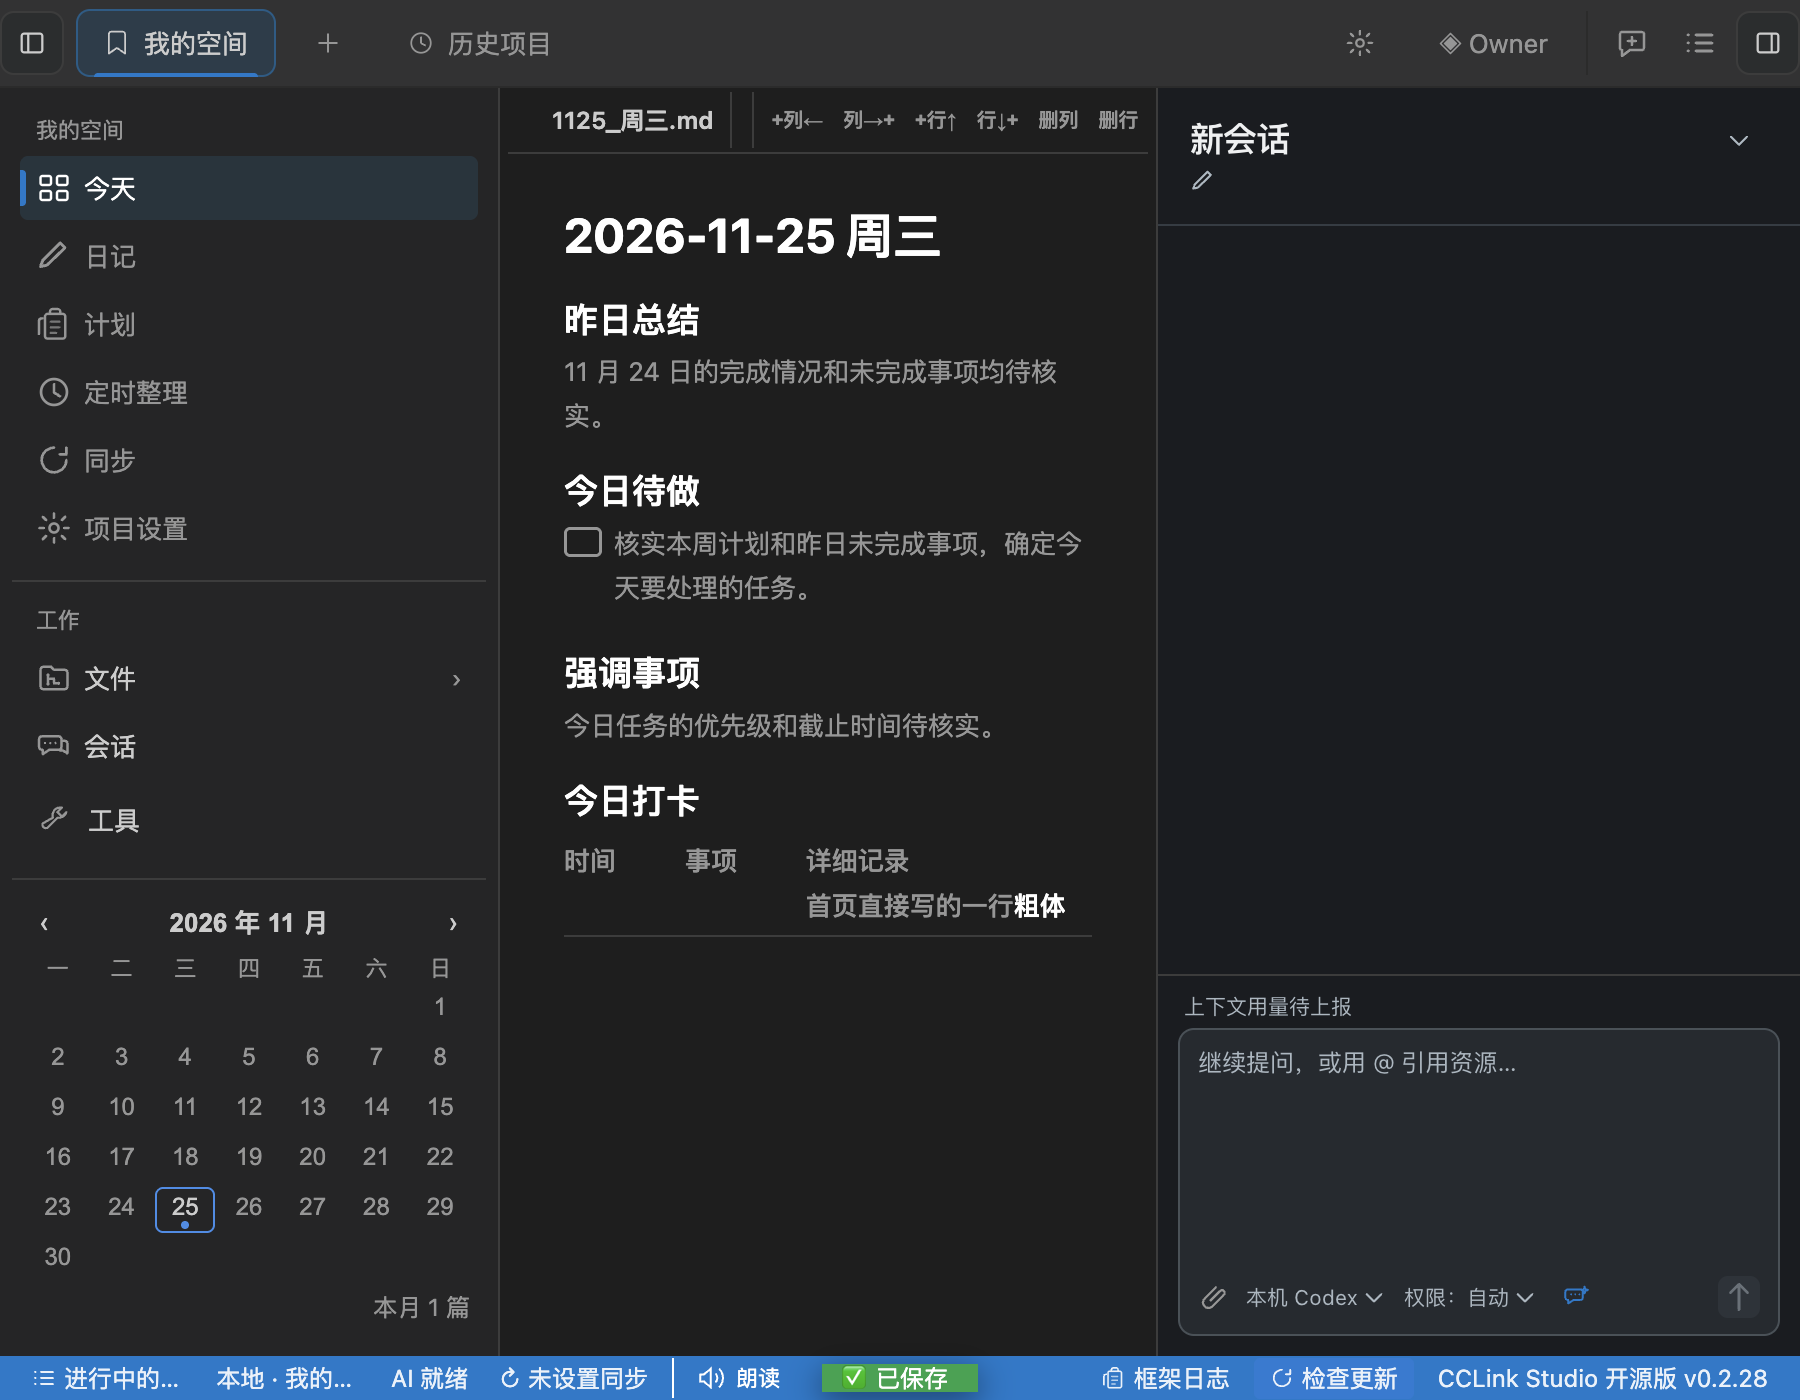 我的空间
历史项目
Owner
我的空间
今天
日记
计划
定时整理
同步
项目设置
工作
文件
会话
工具
2026 年 11 月
一 二 三 四 五 六 日
1
2 3 4 5 6 7 8
9 10 11 12 13 14 15
16 17 18 19 20 21 22
23 24 25 26 27 28 29
30
本月 1 篇
1125_周三.md
+列← 列→+ +行↑ 行↓+ 删列 删行
2026-11-25 周三
昨日总结
11 月 24 日的完成情况和未完成事项均待核
实。
今日待做
核实本周计划和昨日未完成事项，确定今
天要处理的任务。
强调事项
今日任务的优先级和截止时间待核实。
今日打卡
时间 事项 详细记录
首页直接写的一行粗体
新会话
上下文用量待上报
继续提问，或用 @ 引用资源...
本机 Codex 权限：自动
进行中的... 本地 · 我的... AI 就绪 未设置同步 朗读 已保存 框架日志 检查更新 CCLink Studio 开源版 v0.2.28